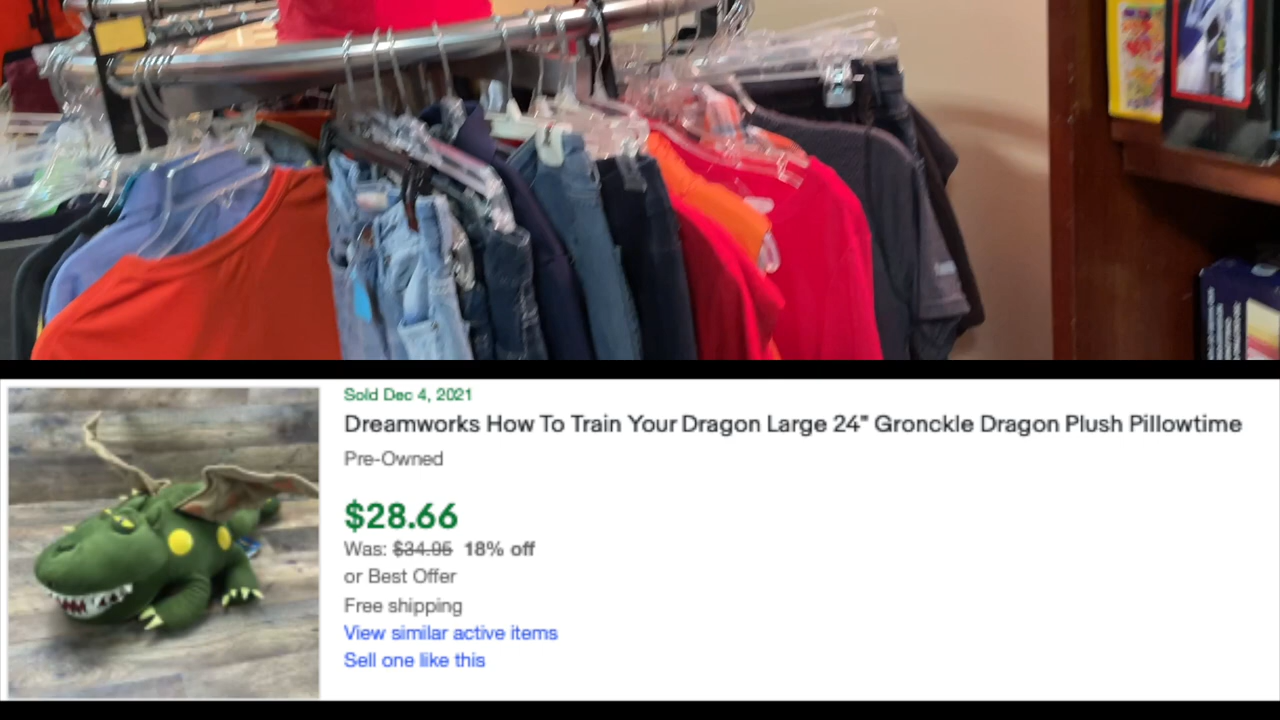 Sold Dec 4, 2021
Dreamworks How To Train Your Dragon Large 24" Gronckle Dragon Plush Pillowtime
Pre-Owned
$28.66
Was: $34.95 18% off
or Best Offer
Free shipping
View similar active items
Sell one like this